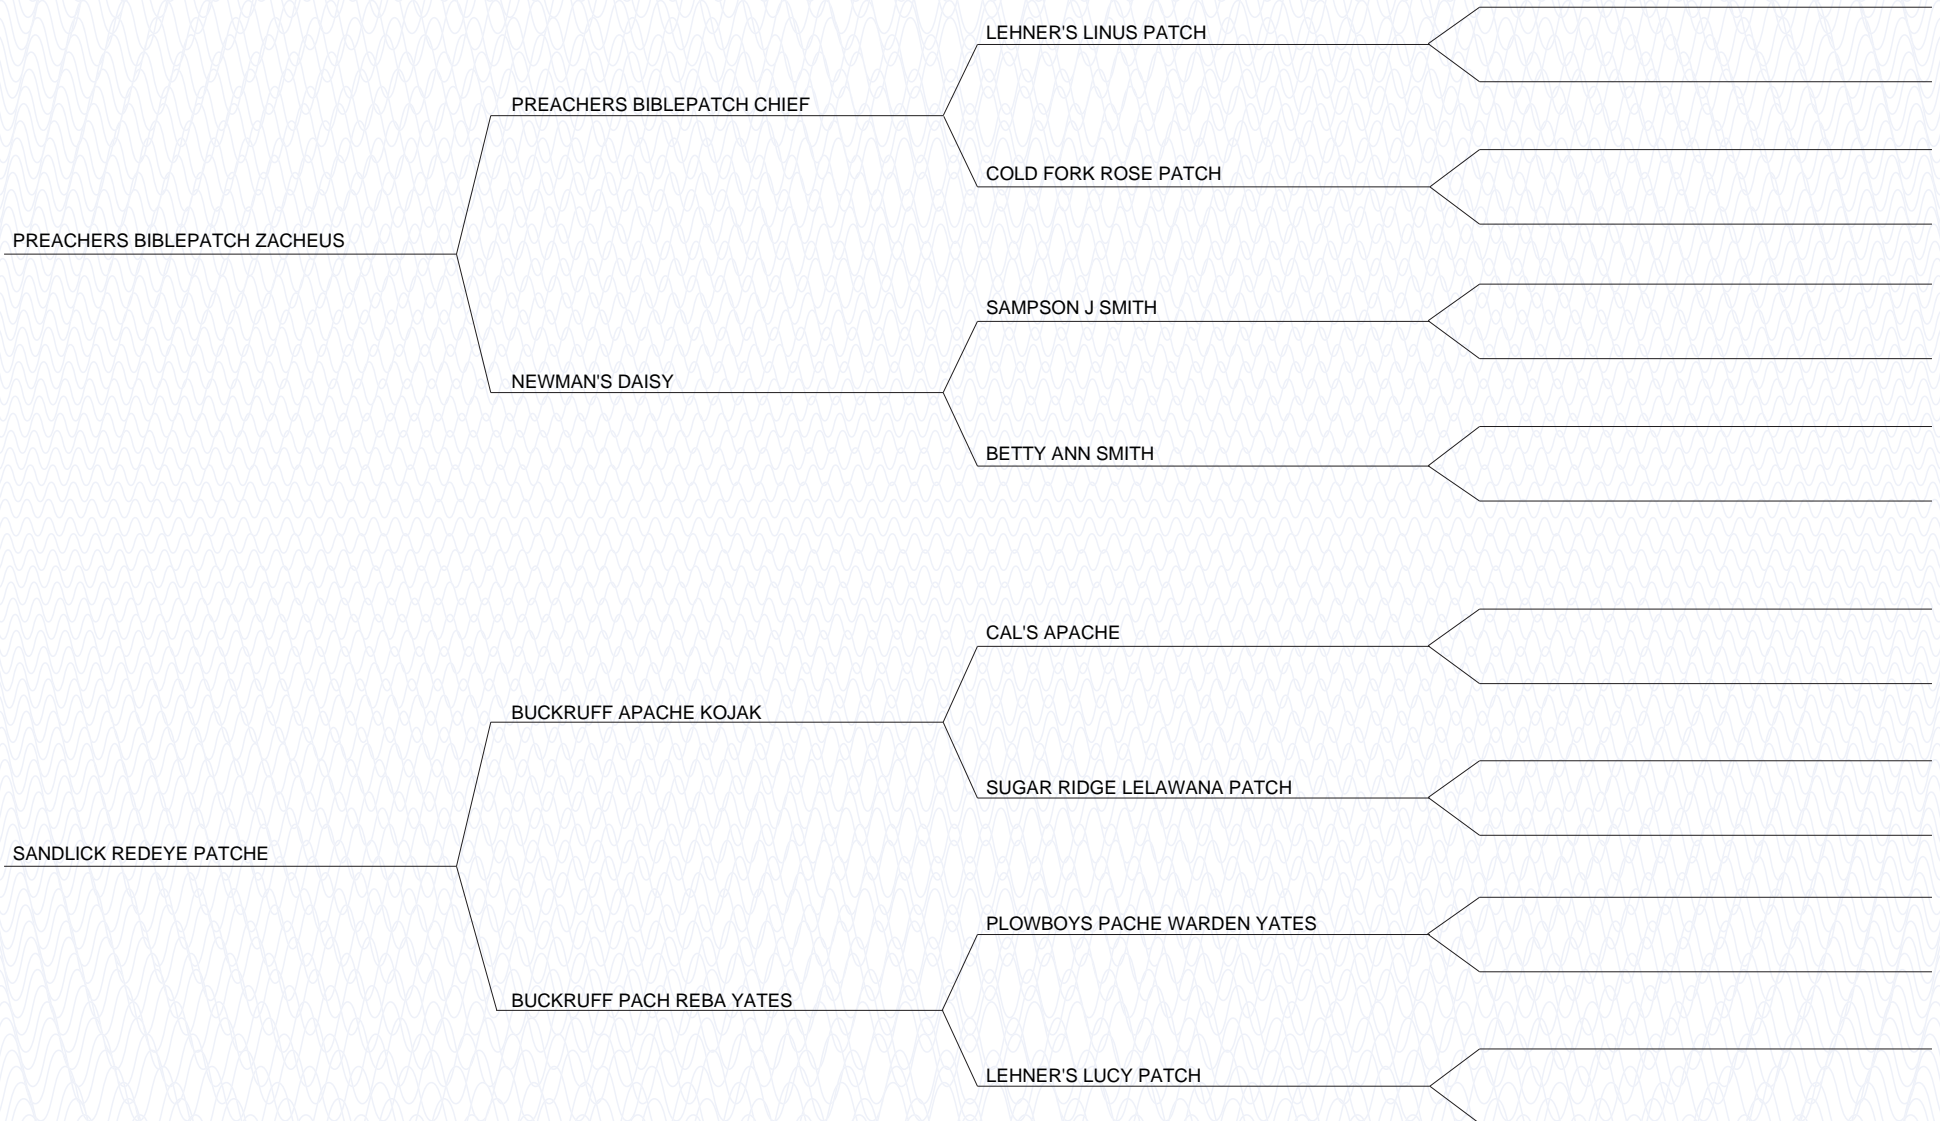 LEHNER'S LINUS PATCH
PREACHERS BIBLEPATCH CHIEF
COLD FORK ROSE PATCH
PREACHERS BIBLEPATCH ZACHEUS
SAMPSON J SMITH
NEWMAN'S DAISY
BETTY ANN SMITH
CAL'S APACHE
BUCKRUFF APACHE KOJAK
SUGAR RIDGE LELAWANA PATCH
SANDLICK REDEYE PATCHE
PLOWBOYS PACHE WARDEN YATES
BUCKRUFF PACH REBA YATES
LEHNER'S LUCY PATCH